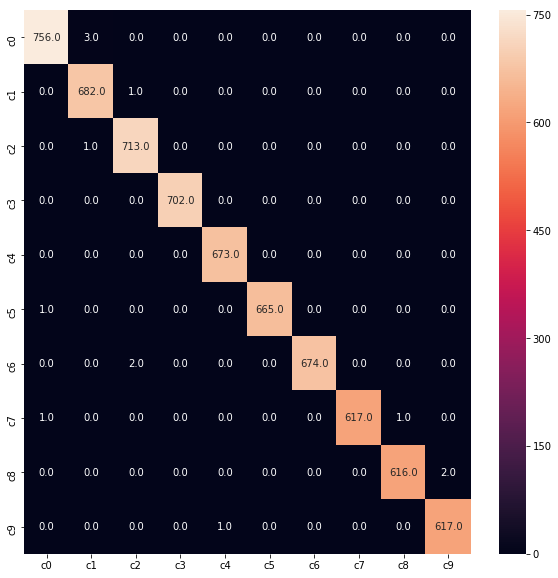 c0 756.0 3.0 0.0 0.0 0.0 0.0 0.0 0.0 0.0 0.0
c1 0.0 682.0 1.0 0.0 0.0 0.0 0.0 0.0 0.0 0.0
c2 0.0 1.0 713.0 0.0 0.0 0.0 0.0 0.0 0.0 0.0
c3 0.0 0.0 0.0 702.0 0.0 0.0 0.0 0.0 0.0 0.0
c4 0.0 0.0 0.0 0.0 673.0 0.0 0.0 0.0 0.0 0.0
c5 1.0 0.0 0.0 0.0 0.0 665.0 0.0 0.0 0.0 0.0
c6 0.0 0.0 2.0 0.0 0.0 0.0 674.0 0.0 0.0 0.0
c7 1.0 0.0 0.0 0.0 0.0 0.0 0.0 617.0 1.0 0.0
c8 0.0 0.0 0.0 0.0 0.0 0.0 0.0 0.0 616.0 2.0
c9 0.0 0.0 0.0 0.0 1.0 0.0 0.0 0.0 0.0 617.0
c0 c1 c2 c3 c4 c5 c6 c7 c8 c9
750
600
450
300
150
0